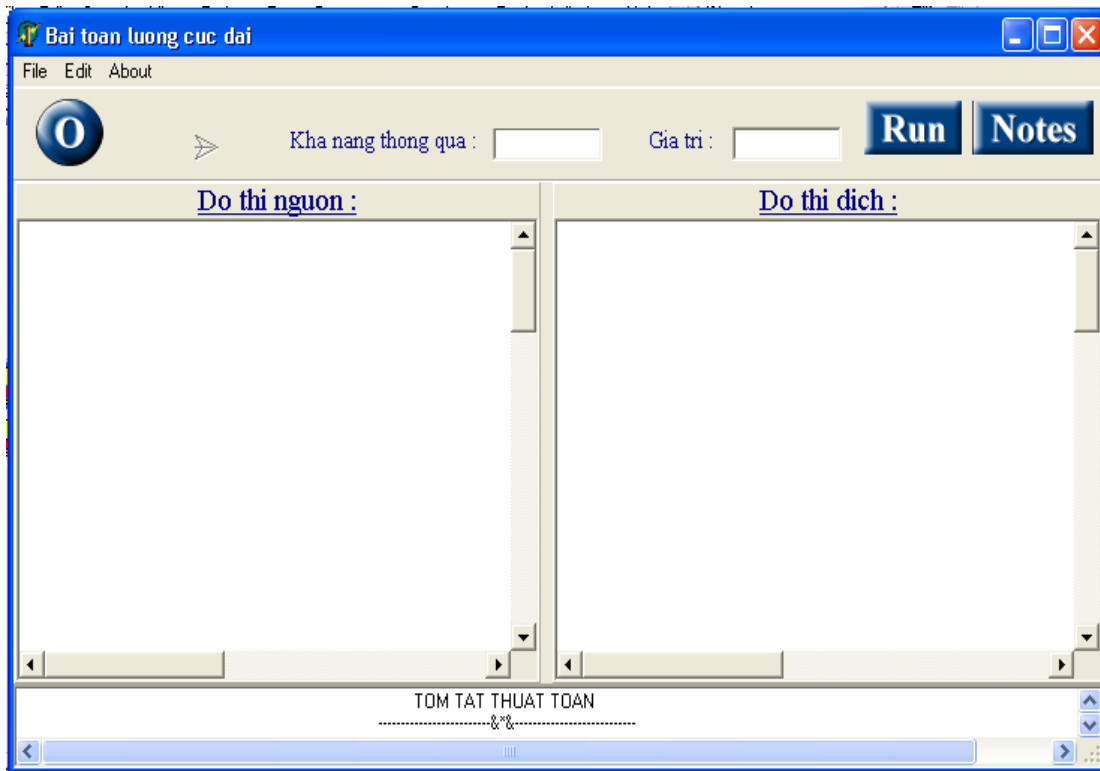 Bai toan luong cuc dai
File Edit About
O Kha nang thong qua : Gia tri : Run Notes
Do thi nguon : Do thi dich :
TOM TAT THUAT TOAN
-------------------------&*&---------------------------